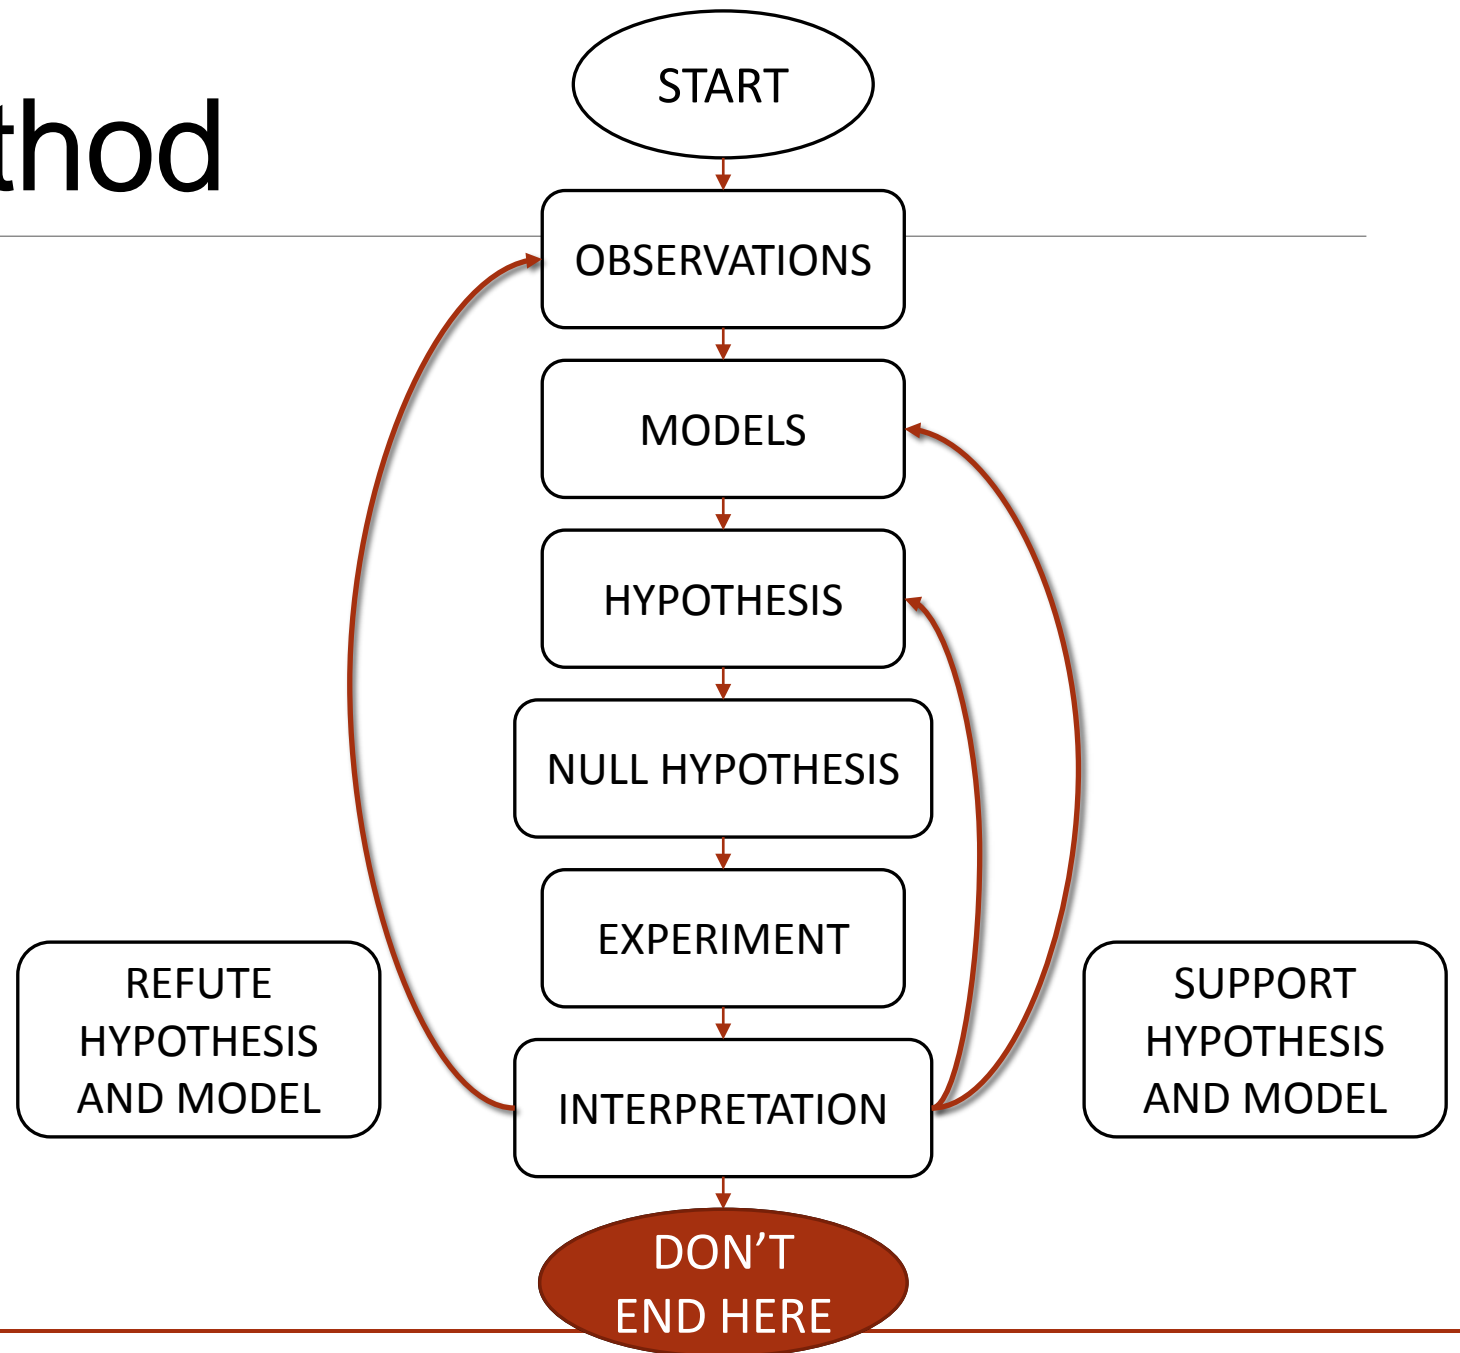 thod
START
OBSERVATIONS
MODELS
HYPOTHESIS
NULL HYPOTHESIS
EXPERIMENT
REFUTE
HYPOTHESIS
AND MODEL
SUPPORT
HYPOTHESIS
AND MODEL
INTERPRETATION
DON’T
END HERE